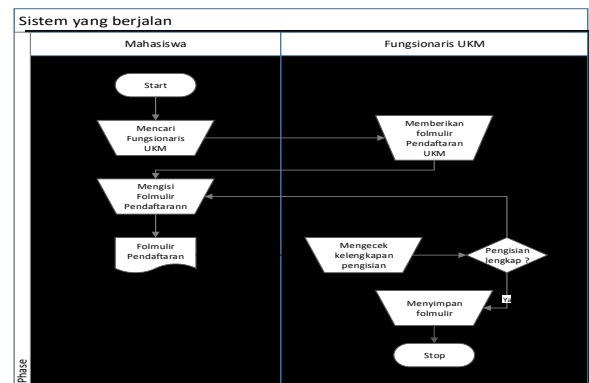 Sistem yang berjalan
Mahasiswa
Fungsionaris UKM
Start
Mencari
Fungsionaris
UKM
Memberikan
folmulir
Pendaftaran
UKM
Mengisi
Folmulir
Pendaftarann
Folmulir
Pendaftaran
Mengecek
kelengkapan
pengisian
Pengisian
lengkap ?
Ya
Menyimpan
folmulir
Stop
Phase